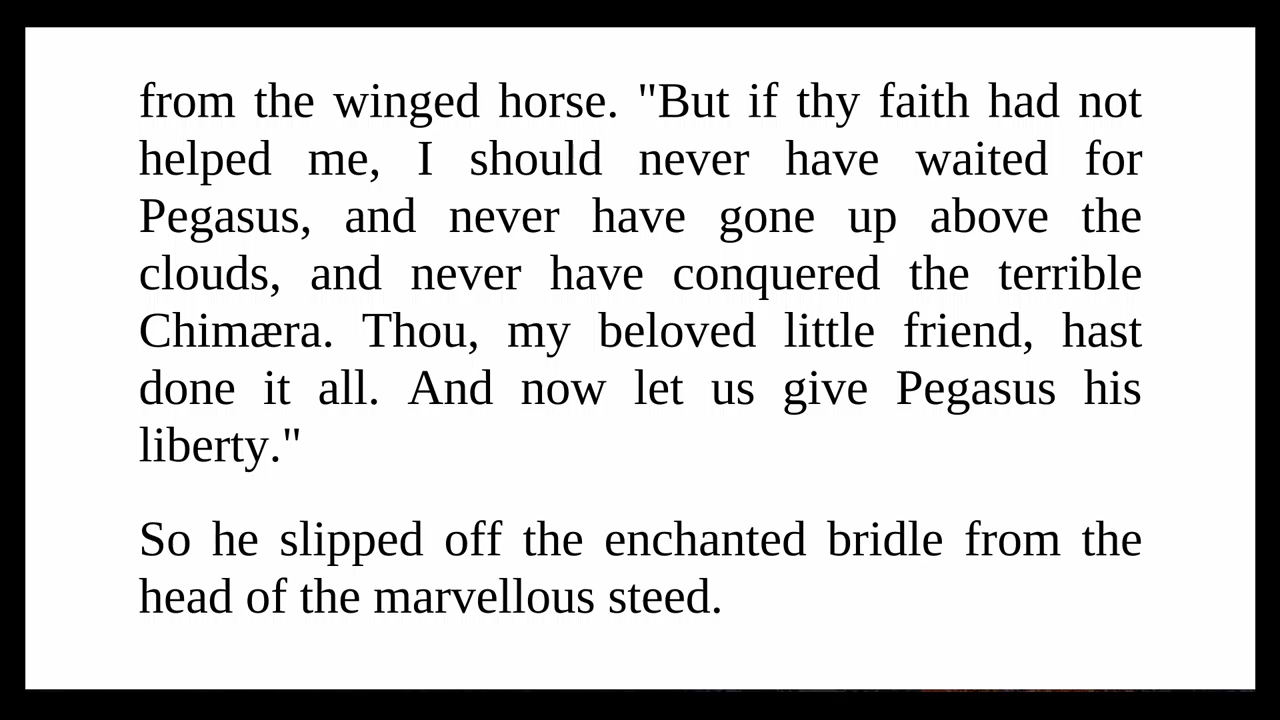 from the winged horse. "But if thy faith had not
helped me, I should never have waited for
Pegasus, and never have gone up above the
clouds, and never have conquered the terrible
Chimæra. Thou, my beloved little friend, hast
done it all. And now let us give Pegasus his
liberty."
So he slipped off the enchanted bridle from the
head of the marvellous steed.